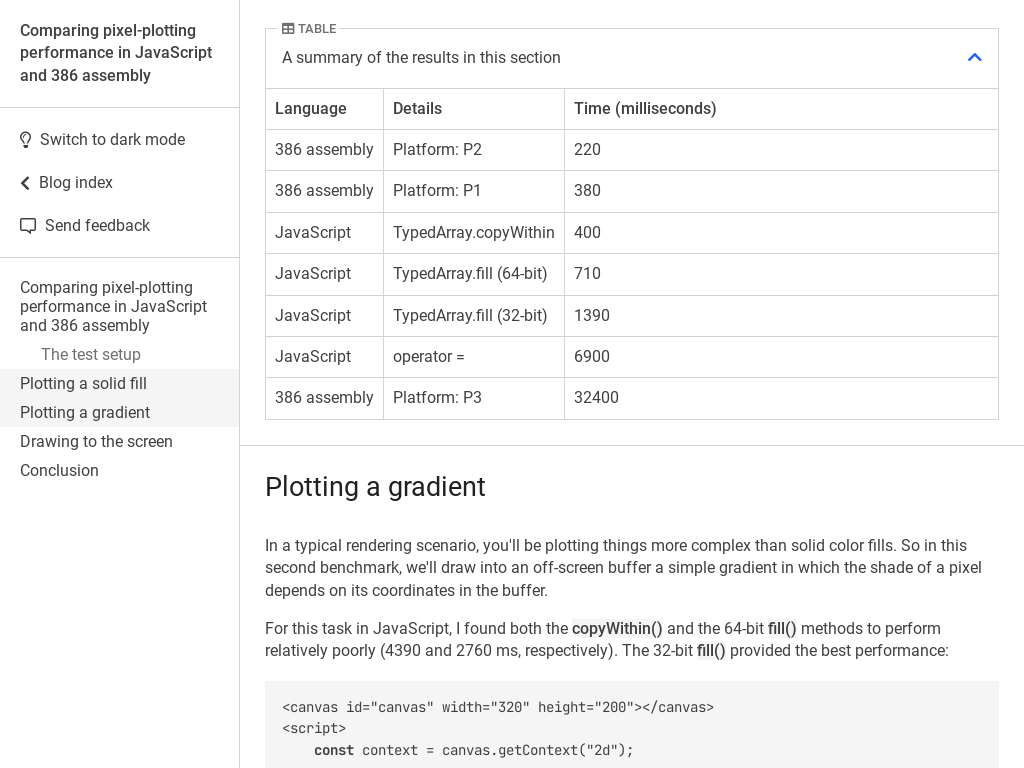 Comparing pixel-plotting
performance in JavaScript
and 386 assembly
Switch to dark mode
Blog index
Send feedback
Comparing pixel-plotting
performance in JavaScript
and 386 assembly
The test setup
Plotting a solid fill
Plotting a gradient
Drawing to the screen
Conclusion
TABLE
A summary of the results in this section
Language Details Time (milliseconds)
386 assembly Platform: P2 220
386 assembly Platform: P1 380
JavaScript TypedArray.copyWithin 400
JavaScript TypedArray.fill (64-bit) 710
JavaScript TypedArray.fill (32-bit) 1390
JavaScript operator = 6900
386 assembly Platform: P3 32400
Plotting a gradient
In a typical rendering scenario, you'll be plotting things more complex than solid color fills. So in this
second benchmark, we'll draw into an off-screen buffer a simple gradient in which the shade of a pixel
depends on its coordinates in the buffer.
For this task in JavaScript, I found both the copyWithin() and the 64-bit fill() methods to perform
relatively poorly (4390 and 2760 ms, respectively). The 32-bit fill() provided the best performance:
<canvas id="canvas" width="320" height="200"></canvas>
<script>
const context = canvas.getContext("2d");